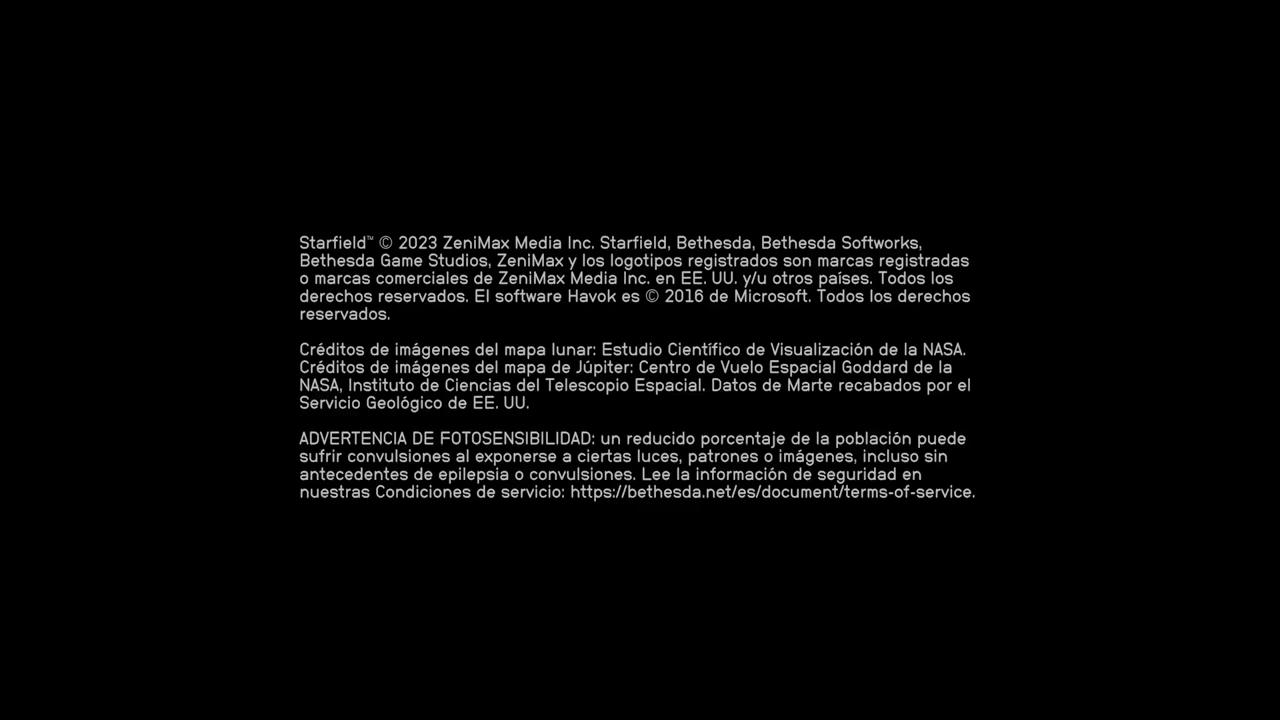 Starfield™ © 2023 ZeniMax Media Inc. Starfield, Bethesda, Bethesda Softworks,
Bethesda Game Studios, ZeniMax y los logotipos registrados son marcas registradas
o marcas comerciales de ZeniMax Media Inc. en EE. UU. y/u otros países. Todos los
derechos reservados. El software Havok es © 2016 de Microsoft. Todos los derechos
reservados.
Créditos de imágenes del mapa lunar: Estudio Científico de Visualización de la NASA.
Créditos de imágenes del mapa de Júpiter: Centro de Vuelo Espacial Goddard de la
NASA, Instituto de Ciencias del Telescopio Espacial. Datos de Marte recabados por el
Servicio Geológico de EE. UU.
ADVERTENCIA DE FOTOSENSIBILIDAD: un reducido porcentaje de la población puede
sufrir convulsiones al exponerse a ciertas luces, patrones o imágenes, incluso sin
antecedentes de epilepsia o convulsiones. Lee la información de seguridad en
nuestras Condiciones de servicio: https://bethesda.net/es/document/terms-of-service.